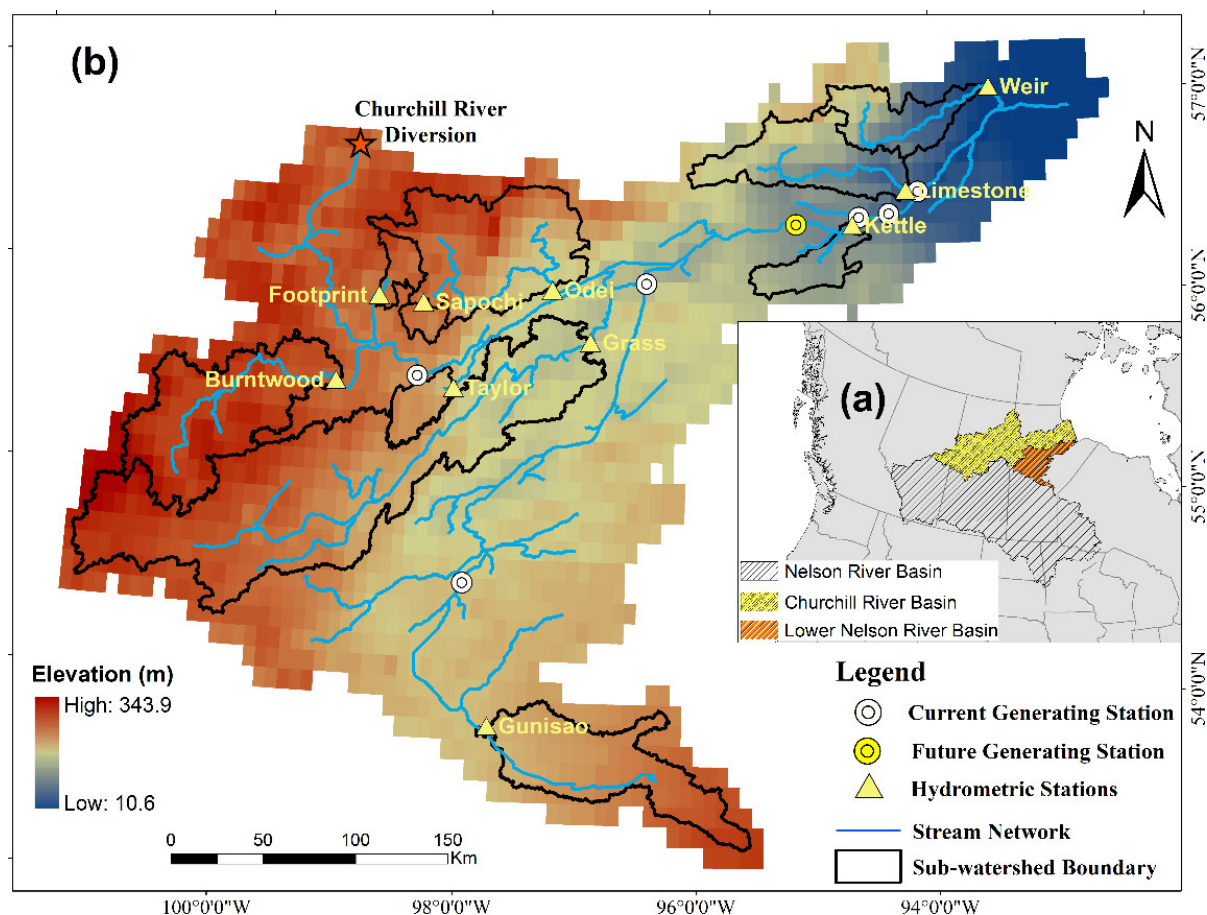 (b)
Churchill River
Diversion
Weir
57°0'0"N
N
Limestone
Kettle
Footprint
Sapochi
Odei
56°0'0"N
Grass
Burntwood
Taylor
(a)
55°0'0"N
Nelson River Basin
Churchill River Basin
Lower Nelson River Basin
Elevation (m)
High: 343.9
Low: 10.6
Gunisao
54°0'0"N
Legend
Current Generating Station
Future Generating Station
Hydrometric Stations
Stream Network
Sub-watershed Boundary
0 50 100 150
Km
100°0'0"W 98°0'0"W 96°0'0"W 94°0'0"W